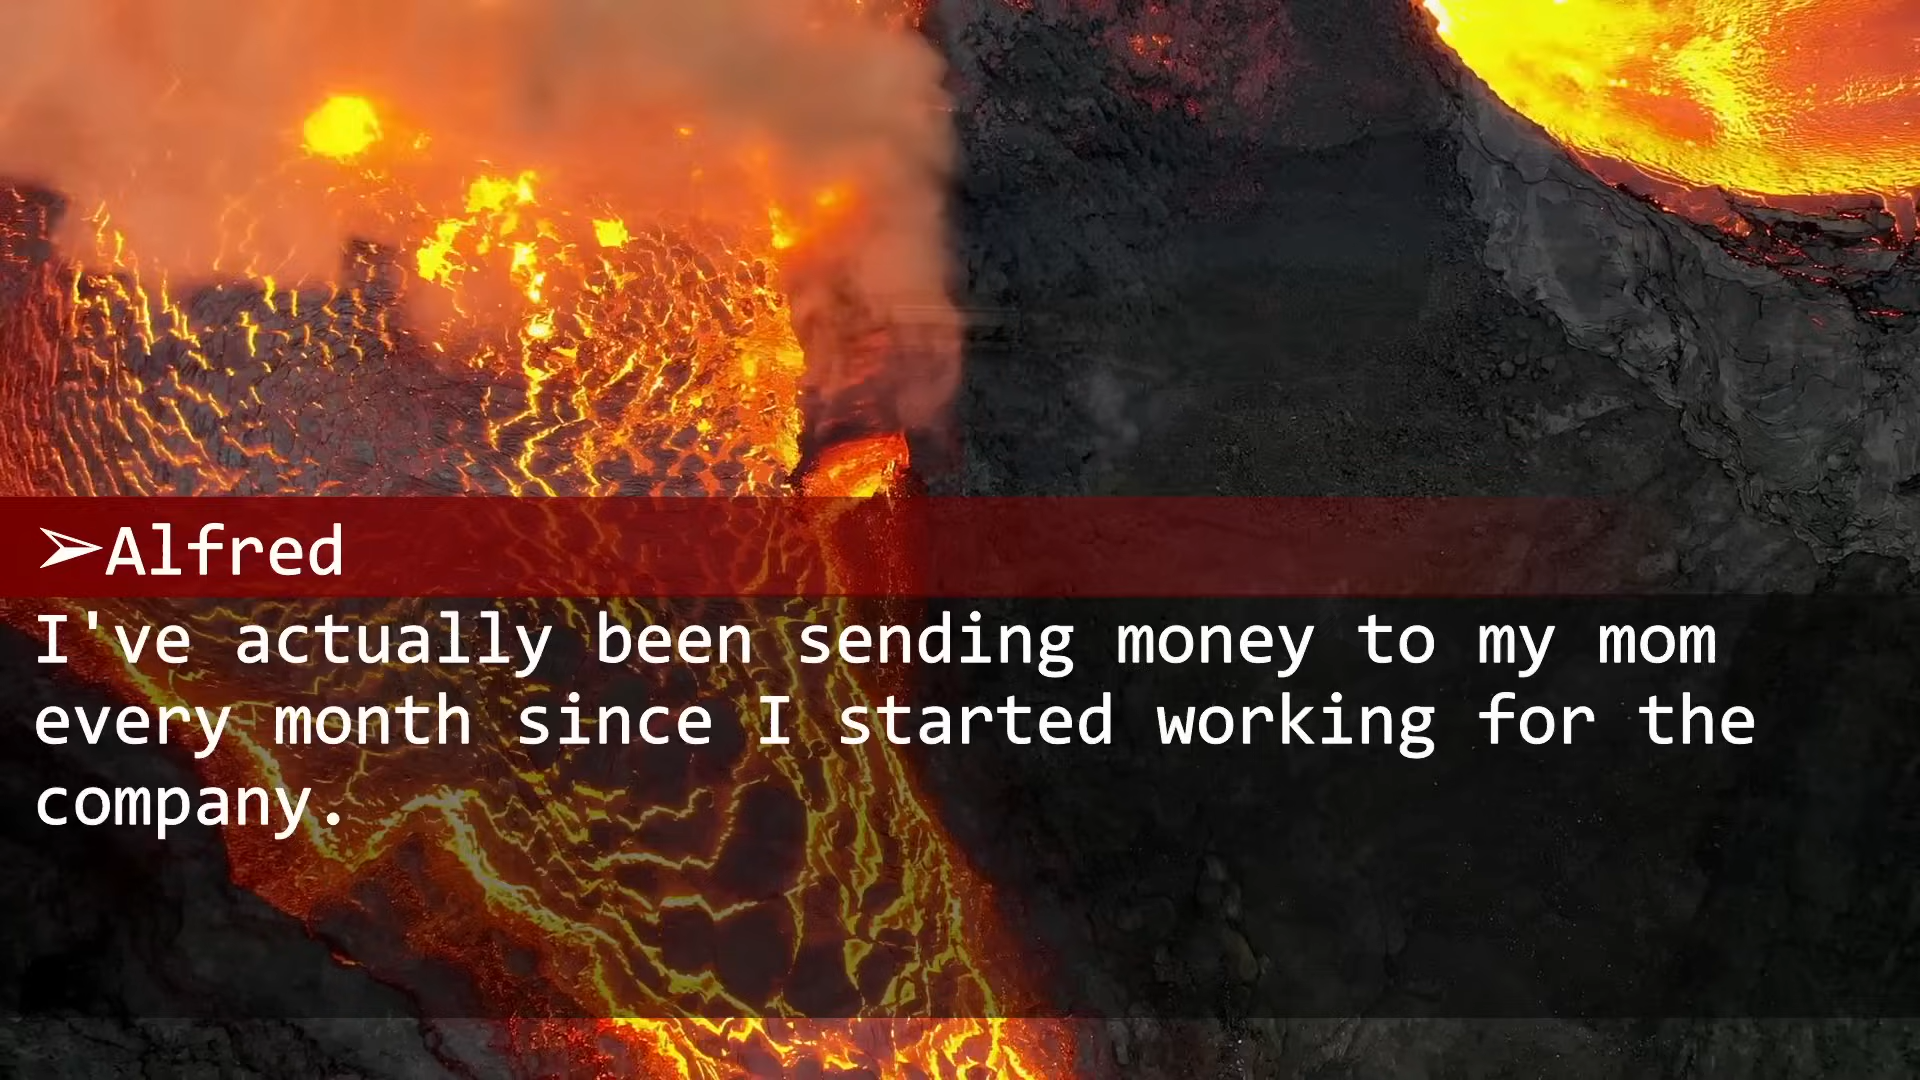 ➢Alfred
I've actually been sending money to my mom
every month since I started working for the
company.